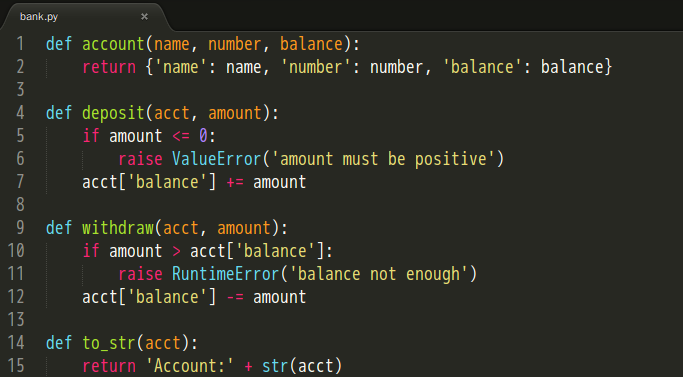 bank.py ×
1 def account(name, number, balance):
2     return {'name': name, 'number': number, 'balance': balance}
3
4 def deposit(acct, amount):
5     if amount <= 0:
6         raise ValueError('amount must be positive')
7     acct['balance'] += amount
8
9 def withdraw(acct, amount):
10     if amount > acct['balance']:
11         raise RuntimeError('balance not enough')
12     acct['balance'] -= amount
13
14 def to_str(acct):
15     return 'Account:' + str(acct)